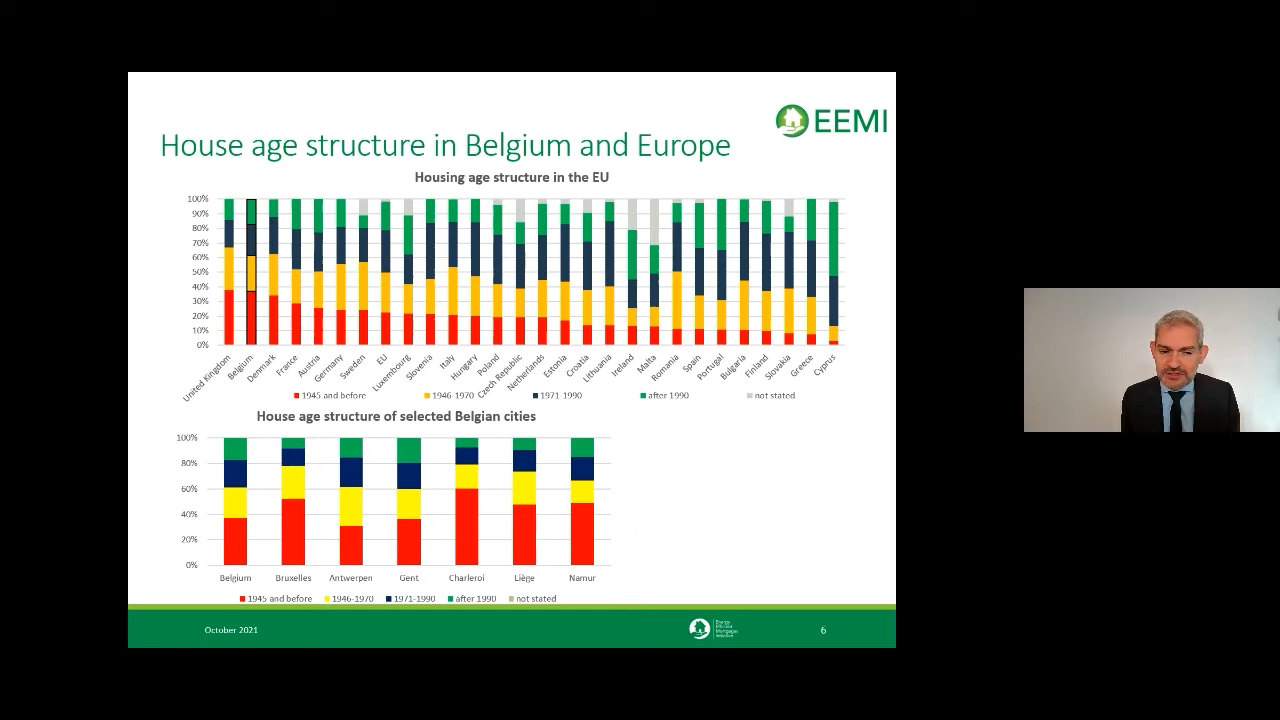 EEMI
House age structure in Belgium and Europe
Housing age structure in the EU
100%
90%
80%
70%
60%
50%
40%
30%
20%
10%
0%
United Kingdom
Belgium
Denmark
France
Austria
Germany
Sweden
EU
Luxembourg
Slovenia
Italy
Hungary
Poland
Czech Republic
Netherlands
Estonia
Croatia
Lithuania
Ireland
Malta
Romania
Spain
Portugal
Bulgaria
Finland
Slovakia
Greece
Cyprus
1945 and before 1946-1970 1971-1990 after 1990 not stated
House age structure of selected Belgian cities
100%
80%
60%
40%
20%
0%
Belgium Bruxelles Antwerpen Gent Charleroi Liège Namur
1945 and before 1946-1970 1971-1990 after 1990 not stated
October 2021
Energy
Efficient
Mortgages
Initiative
6